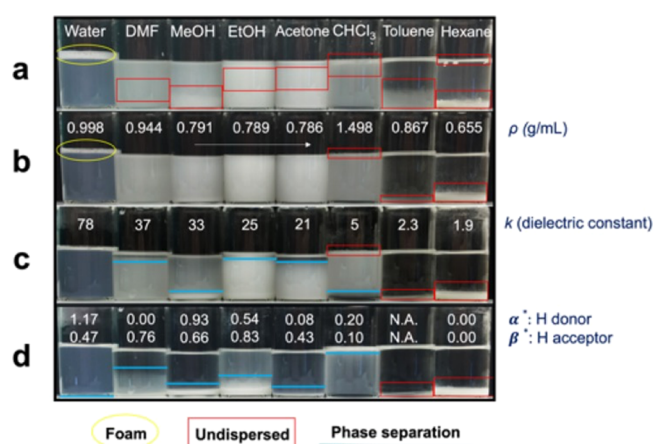 Water DMF MeOH EtOH Acetone CHCl₃ Toluene Hexane
a
0.998 0.944 0.791 0.789 0.786 1.498 0.867 0.655 ρ (g/mL)
b
78 37 33 25 21 5 2.3 1.9 k (dielectric constant)
c
1.17 0.00 0.93 0.54 0.08 0.20 N.A. 0.00 α*: H donor
0.47 0.76 0.66 0.83 0.43 0.10 N.A. 0.00 β*: H acceptor
d
Foam Undispersed Phase separation